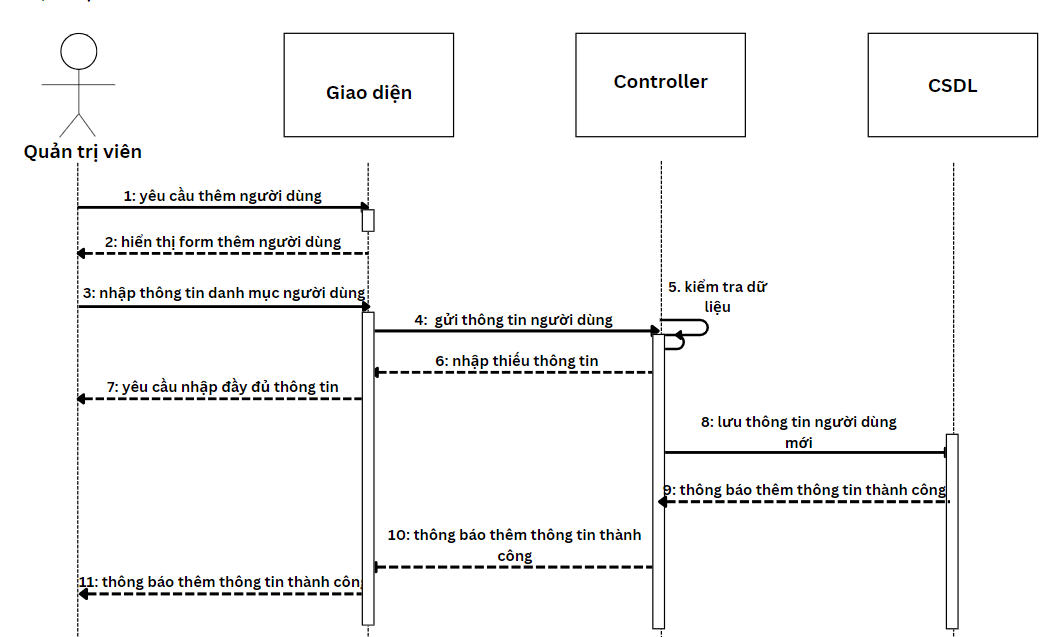 Giao diện
Controller
CSDL
Quản trị viên
1: yêu cầu thêm người dùng
2: hiển thị form thêm người dùng
3: nhập thông tin danh mục người dùng
5. kiểm tra dữ
liệu
4: gửi thông tin người dùng
6: nhập thiếu thông tin
7: yêu cầu nhập đầy đủ thông tin
8: lưu thông tin người dùng
mới
9: thông báo thêm thông tin thành công
10: thông báo thêm thông tin thành
công
11: thông báo thêm thông tin thành côn